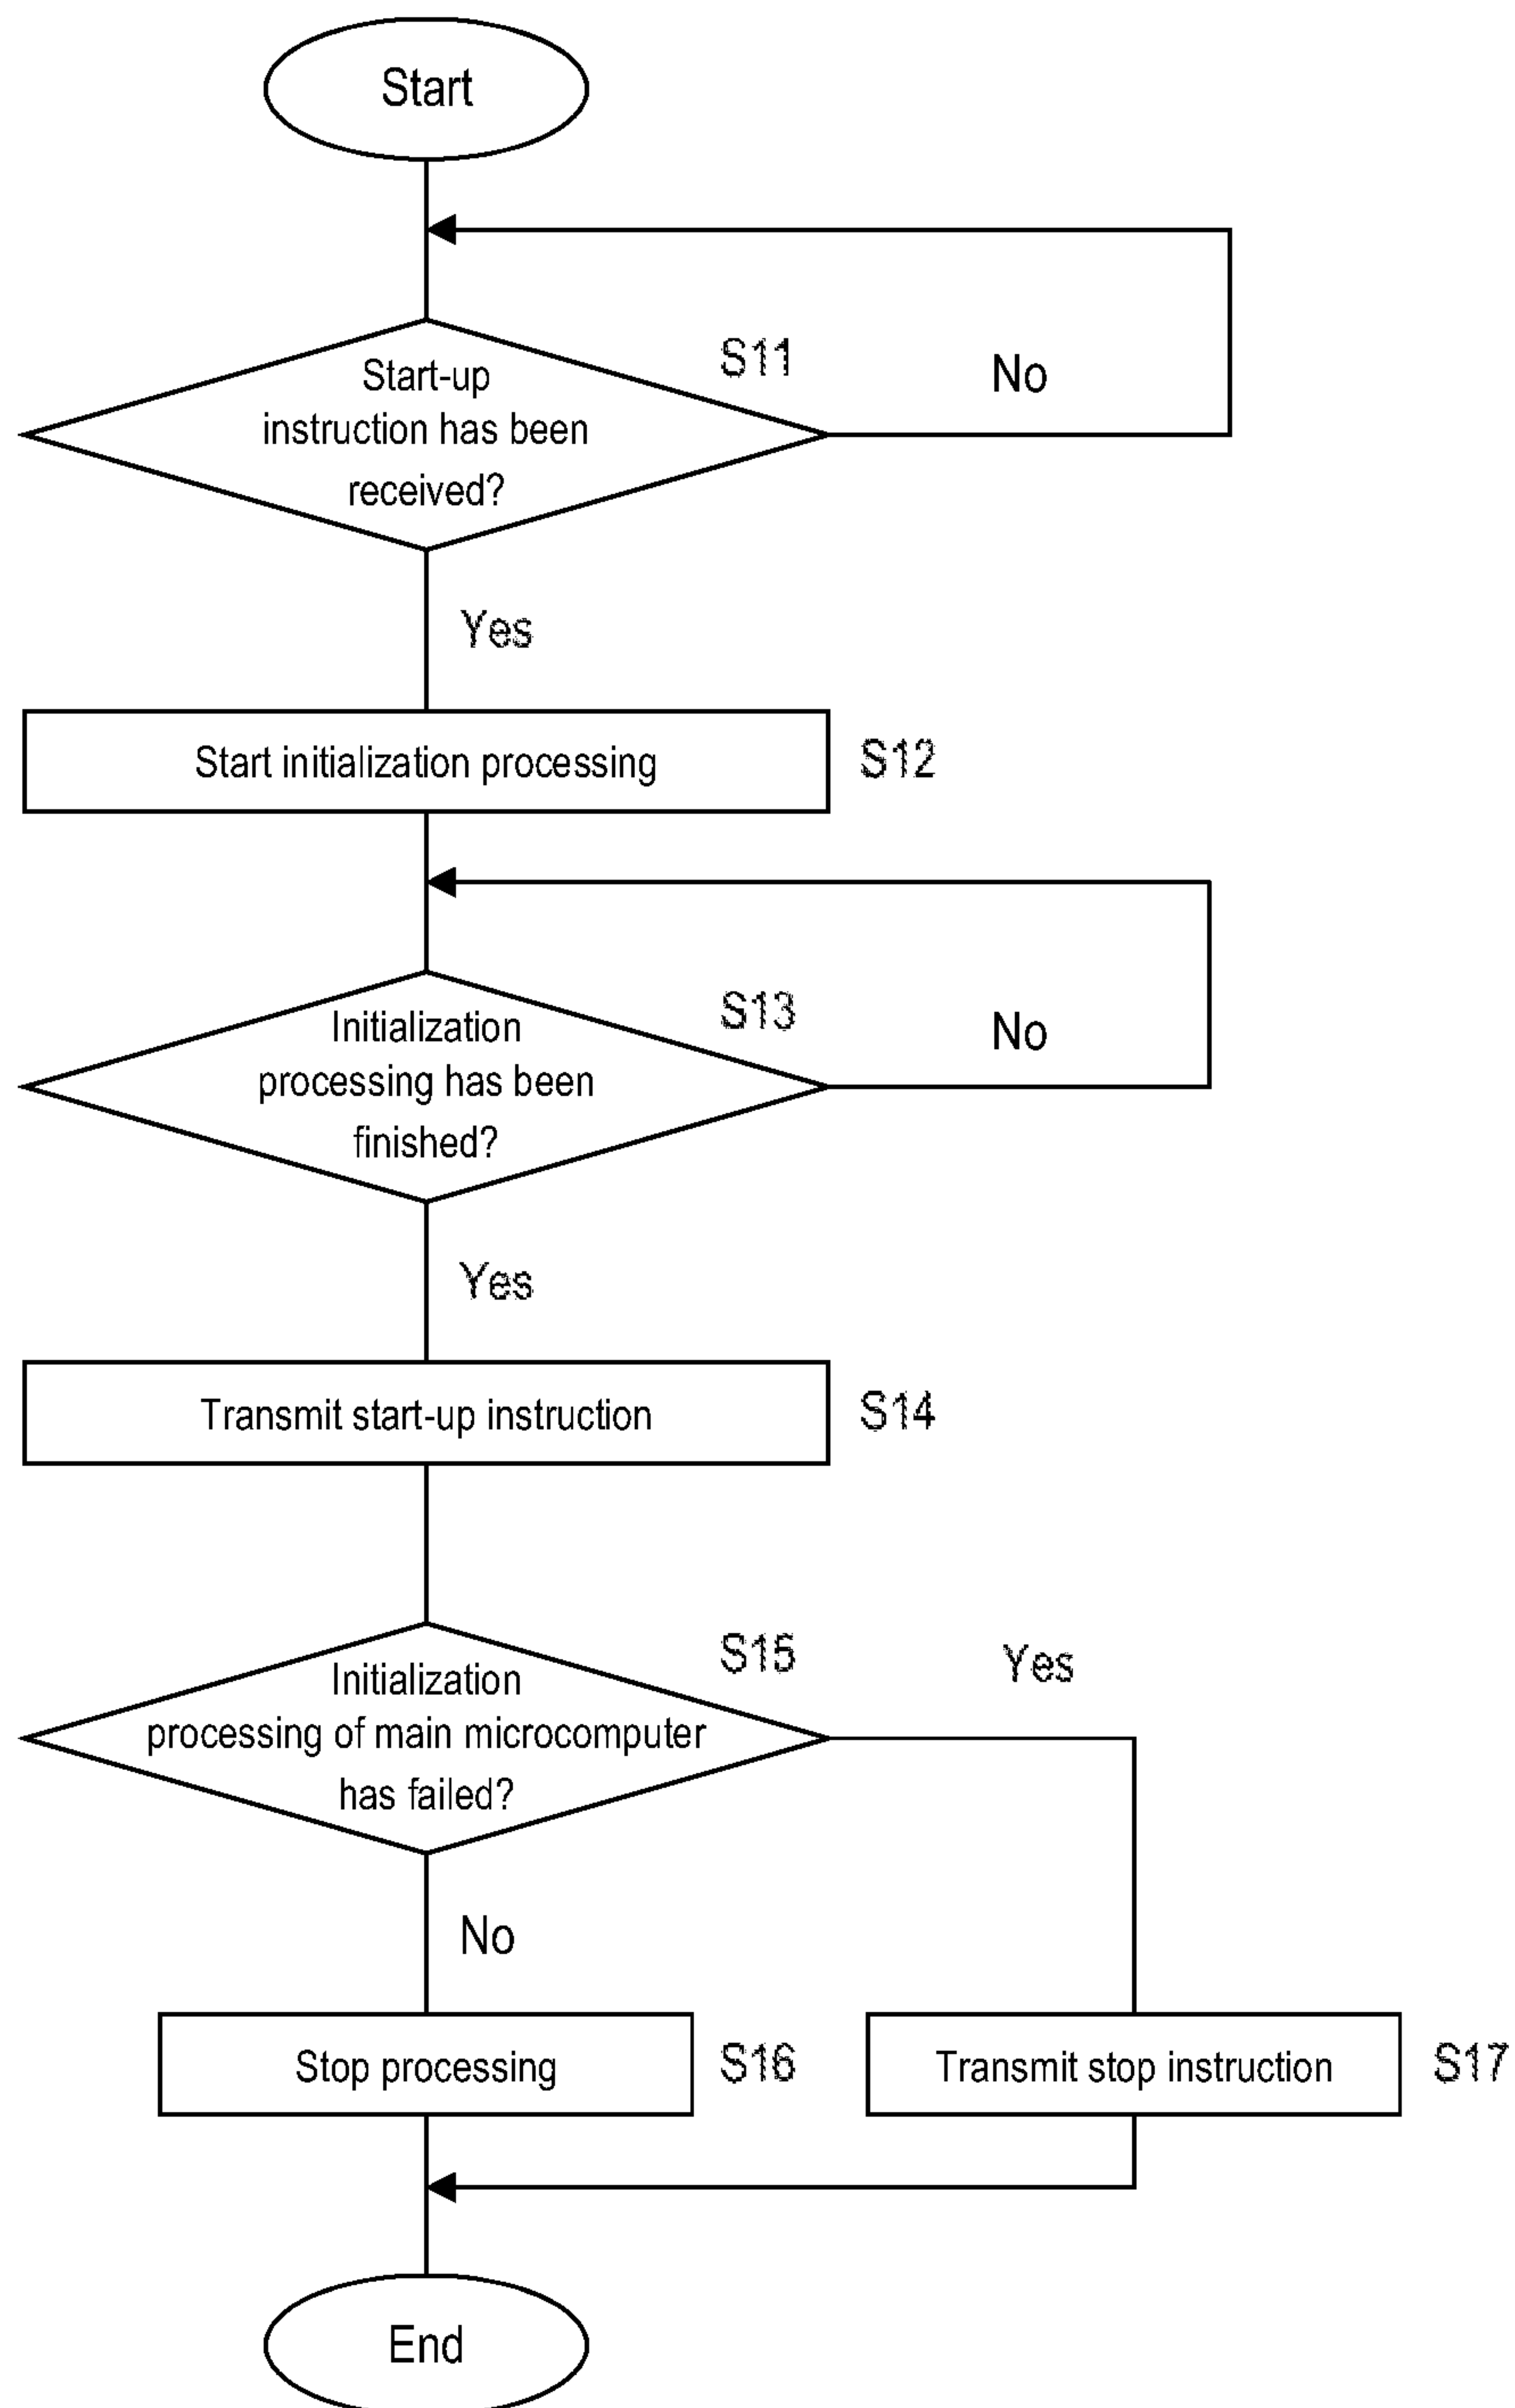 Start
Start-up
instruction has been
received?
S11
No
Yes
Start initialization processing
S12
Initialization
processing has been
finished?
S13
No
Yes
Transmit start-up instruction
S14
Initialization
processing of main microcomputer
has failed?
S15
Yes
No
Stop processing
S16
Transmit stop instruction
S17
End